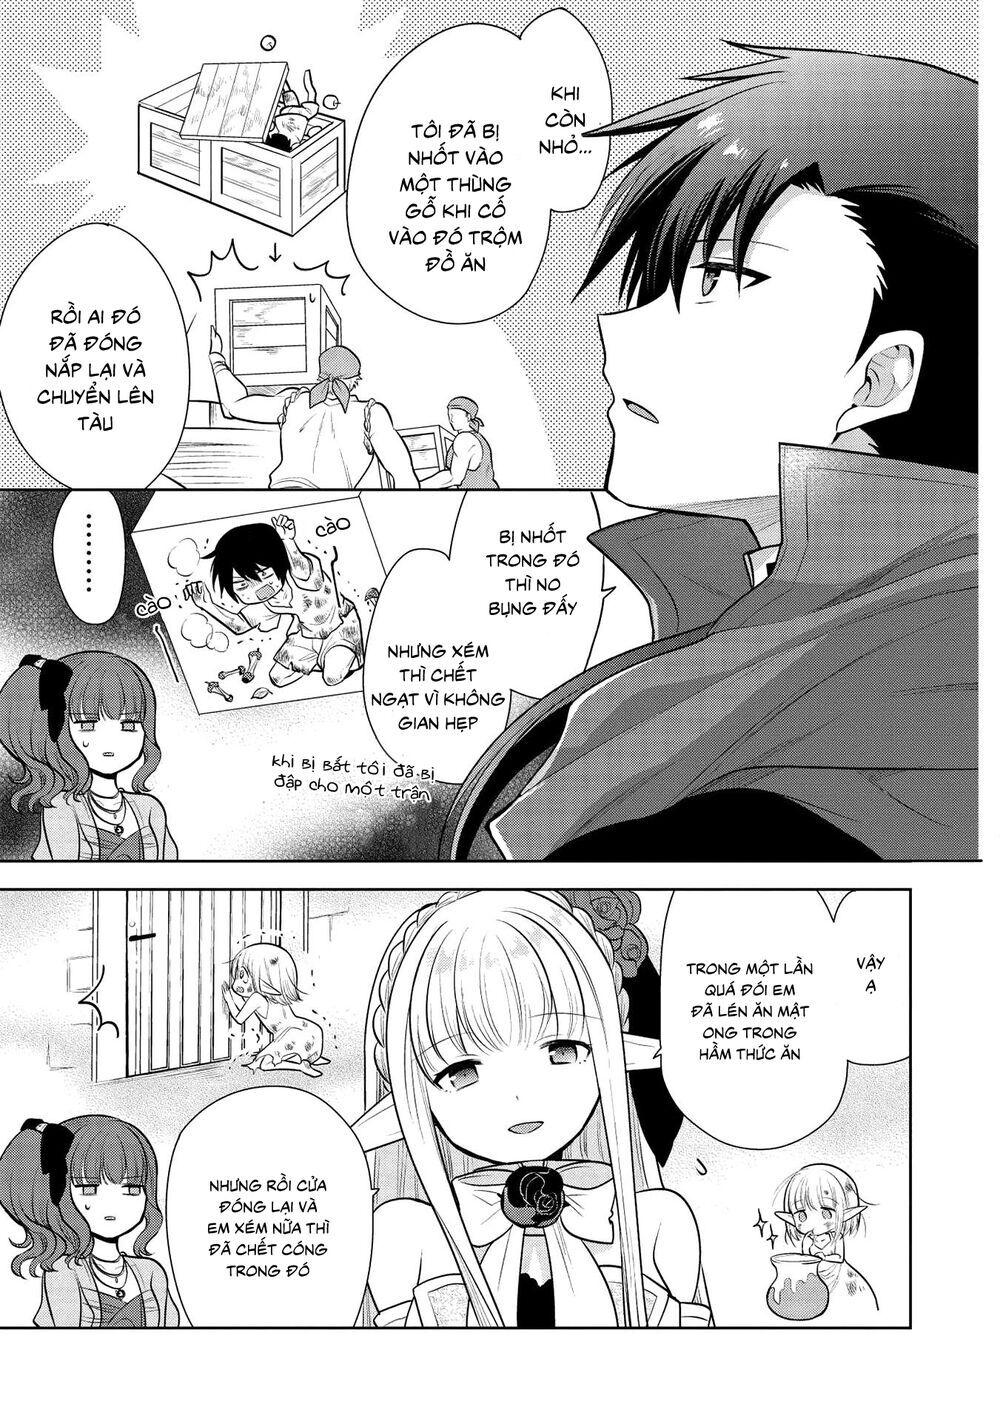 KHI
CÒN
NHỎ...
TÔI ĐÃ BỊ
NHỐT VÀO
MỘT THÙNG
GỖ KHI CỐ
VÀO ĐÓ TRỘM
ĐỒ ĂN
RỒI AI ĐÓ
ĐÃ ĐÓNG
NẮP LẠI VÀ
CHUYỂN LÊN
TÀU
BỊ NHỐT
TRONG ĐÓ
THÌ NO
BỤNG ĐẤY
NHƯNG XÉM
THÌ CHẾT
NGẠT VÌ KHÔNG
GIAN HẸP
CÀO
CÀO
khi bị bắt tôi đã bị
đập cho một trận
.........
VẬY
Ạ
TRONG MỘT LẦN
QUÁ ĐÓI EM
ĐÃ LÉN ĂN MẬT
ONG TRONG
HẦM THỨC ĂN
NHƯNG RỒI CỬA
ĐÓNG LẠI VÀ
EM XÉM NỮA THÌ
ĐÃ CHẾT CÓNG
TRONG ĐÓ